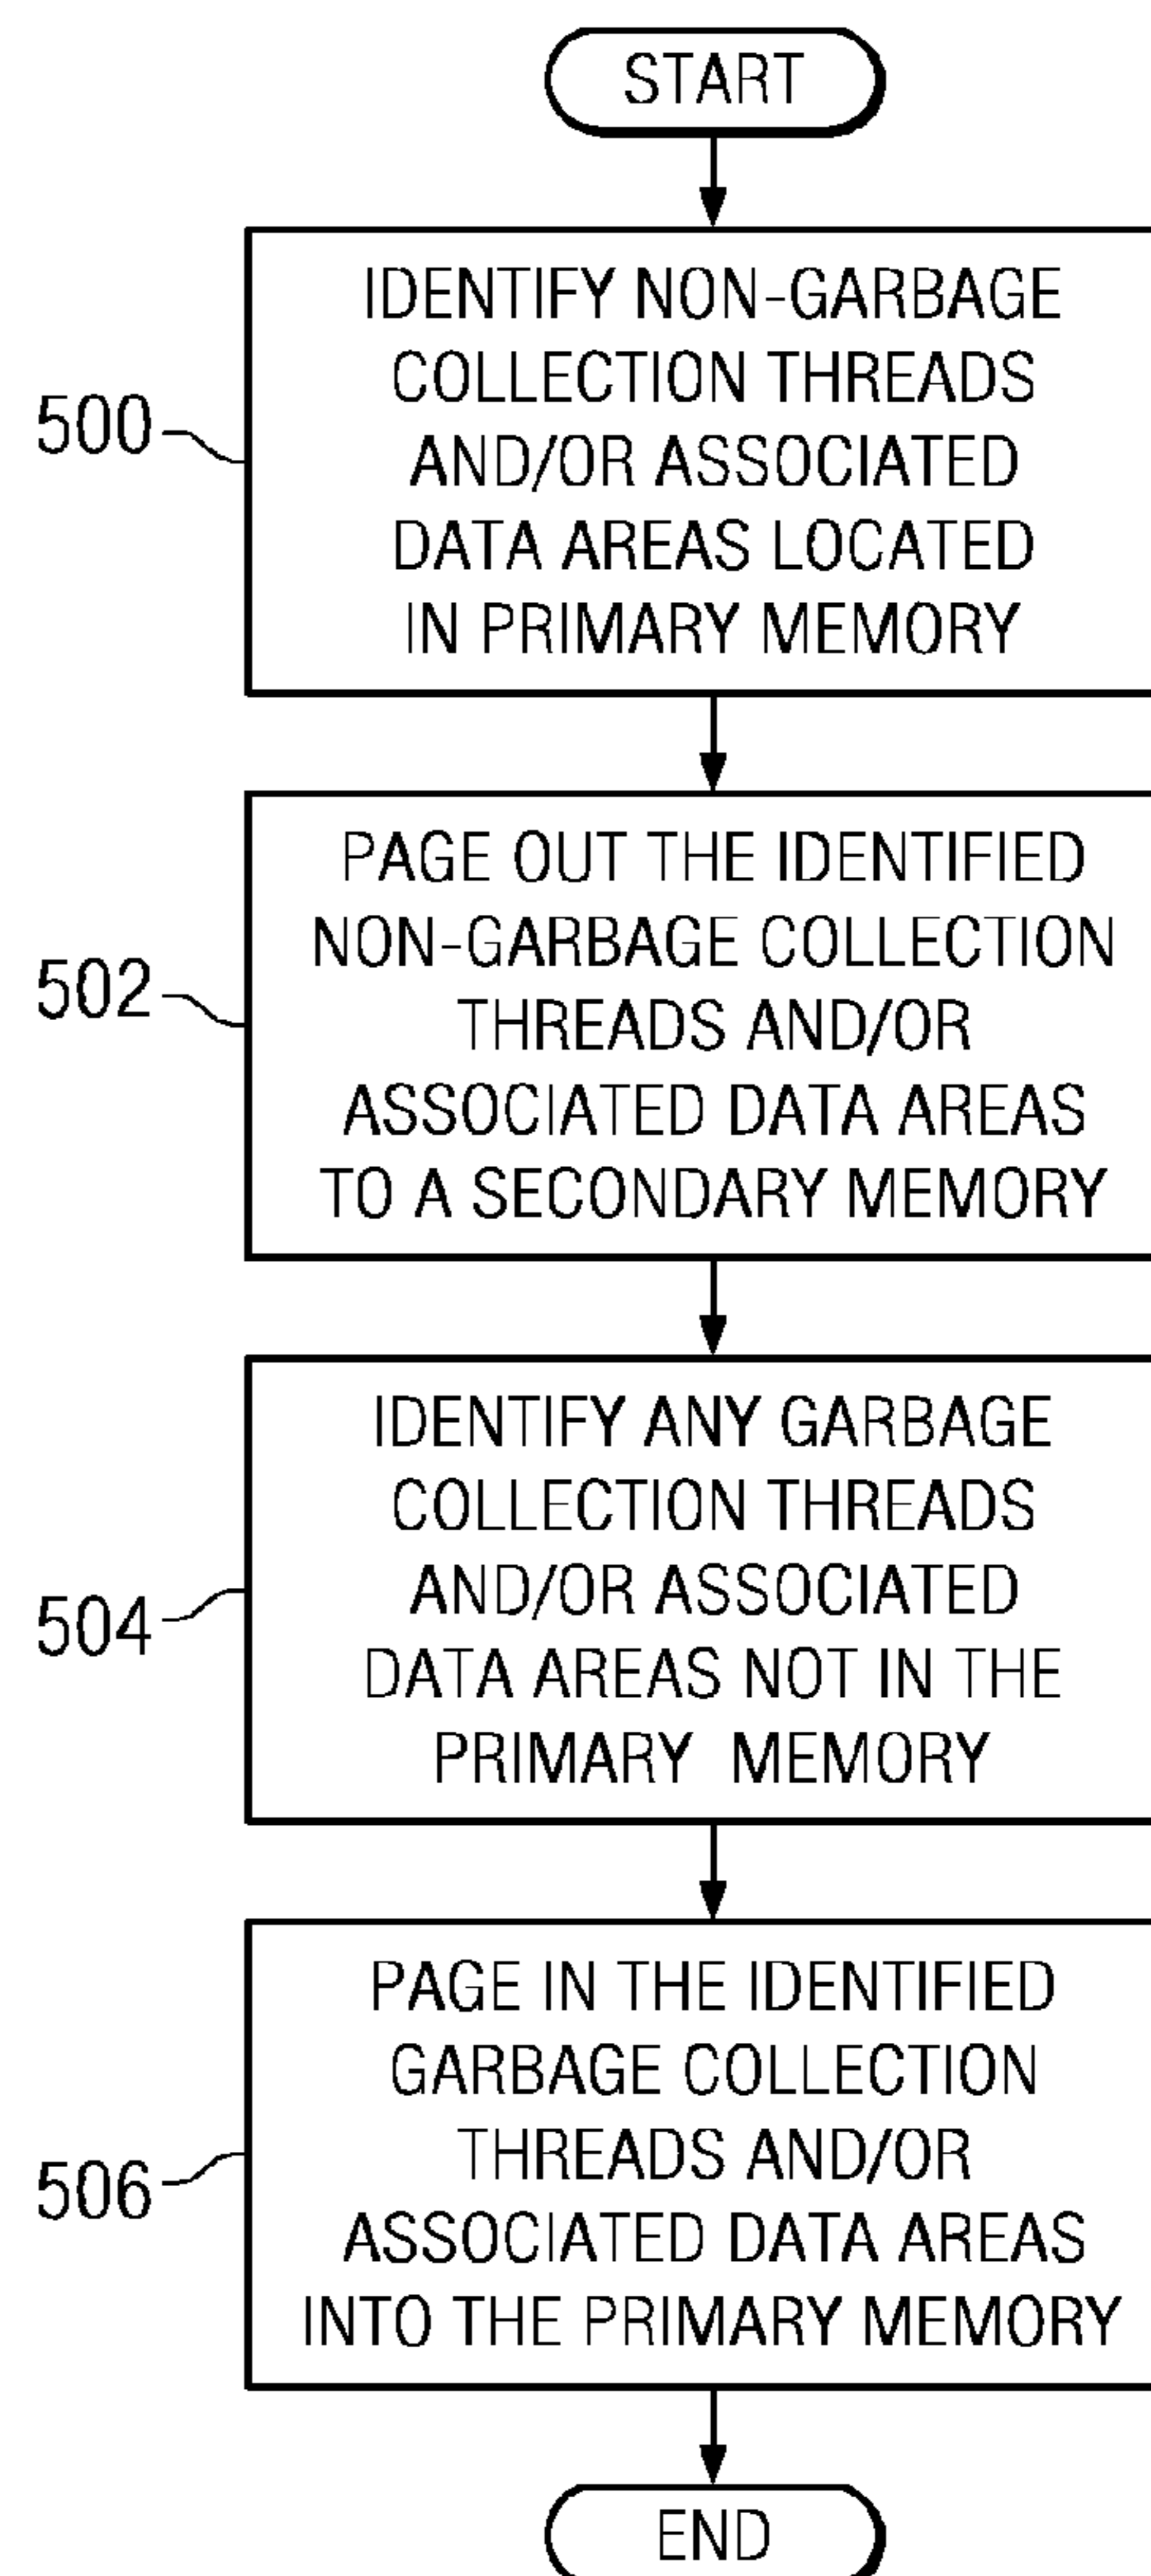 START
500
IDENTIFY NON-GARBAGE
COLLECTION THREADS
AND/OR ASSOCIATED
DATA AREAS LOCATED
IN PRIMARY MEMORY
502
PAGE OUT THE IDENTIFIED
NON-GARBAGE COLLECTION
THREADS AND/OR
ASSOCIATED DATA AREAS
TO A SECONDARY MEMORY
504
IDENTIFY ANY GARBAGE
COLLECTION THREADS
AND/OR ASSOCIATED
DATA AREAS NOT IN THE
PRIMARY MEMORY
506
PAGE IN THE IDENTIFIED
GARBAGE COLLECTION
THREADS AND/OR
ASSOCIATED DATA AREAS
INTO THE PRIMARY MEMORY
END